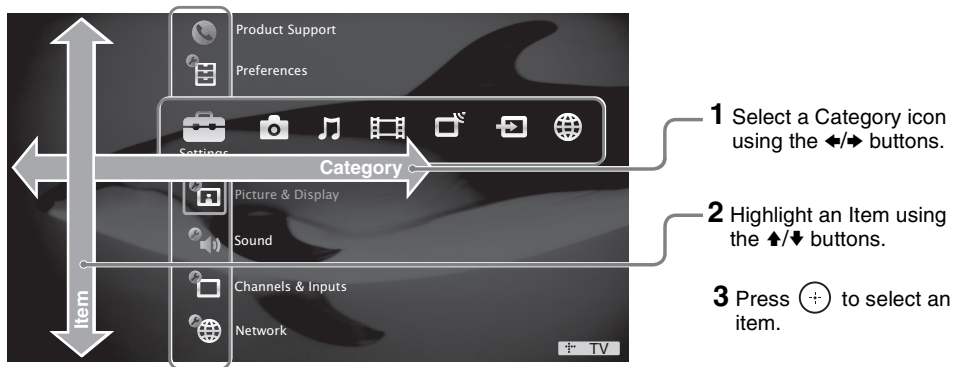 Product Support
Preferences
Settings
Category
Picture & Display
Sound
Channels & Inputs
Network
Item
TV
1 Select a Category icon
using the ←/→ buttons.
2 Highlight an Item using
the ↑/↓ buttons.
3 Press ⊕ to select an
item.